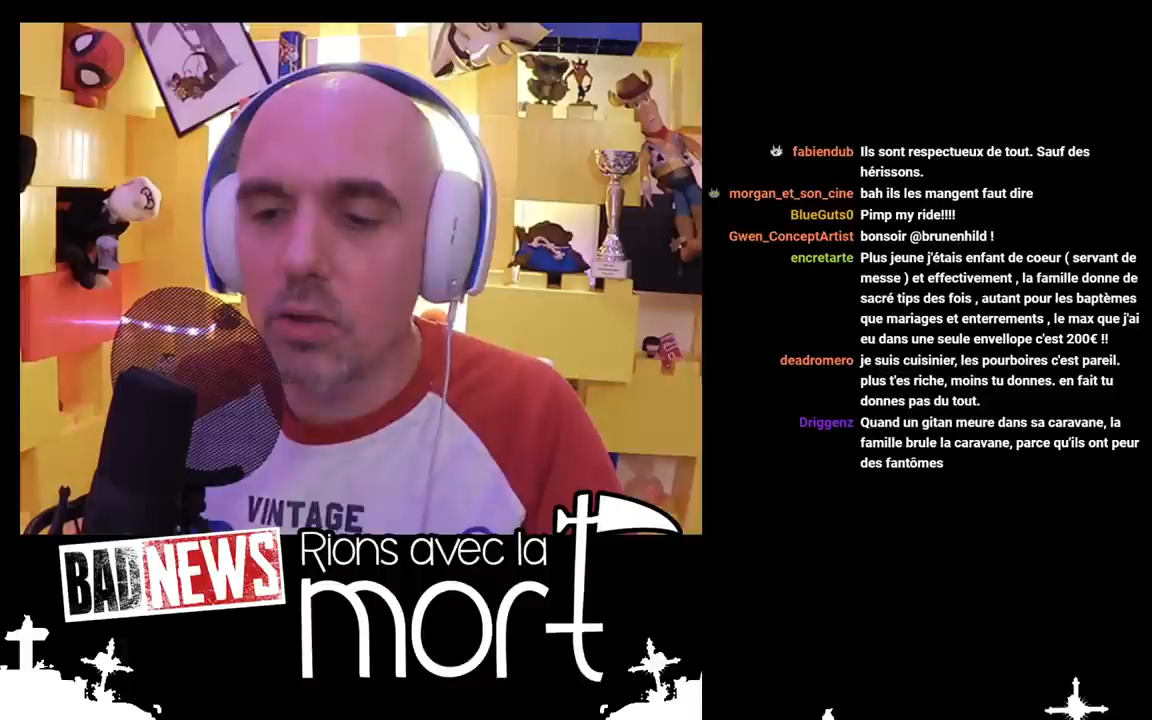 VINTAGE
BAD NEWS
Rions avec la
mort
fabiendub Ils sont respectueux de tout. Sauf des
hérissons.
morgan_et_son_cine bah ils les mangent faut dire
BlueGuts0 Pimp my ride!!!!
Gwen_ConceptArtist bonsoir @brunenhild !
encretarte Plus jeune j'étais enfant de coeur ( servant de
messe ) et effectivement , la famille donne de
sacré tips des fois , autant pour les baptèmes
que mariages et enterrements , le max que j'ai
eu dans une seule envellope c'est 200€ !!
deadromero je suis cuisinier, les pourboires c'est pareil.
plus t'es riche, moins tu donnes. en fait tu
donnes pas du tout.
Driggenz Quand un gitan meure dans sa caravane, la
famille brule la caravane, parce qu'ils ont peur
des fantômes